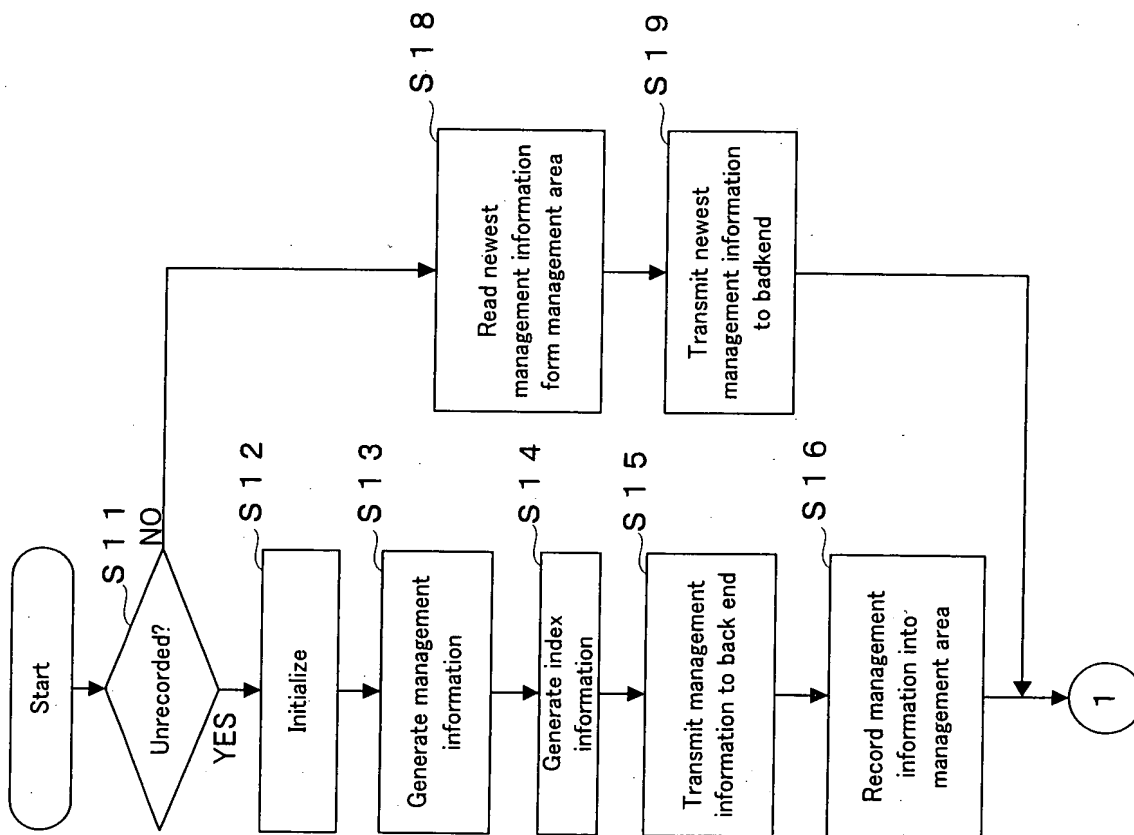 Start
S11
Unrecorded?
NO
YES
S12
Initialize
S13
Generate management
information
S14
Generate index
information
S15
Transmit management
information to back end
S16
Record management
information into
management area
S18
Read newest
management information
form management area
S19
Transmit newest
management information
to badkend
1